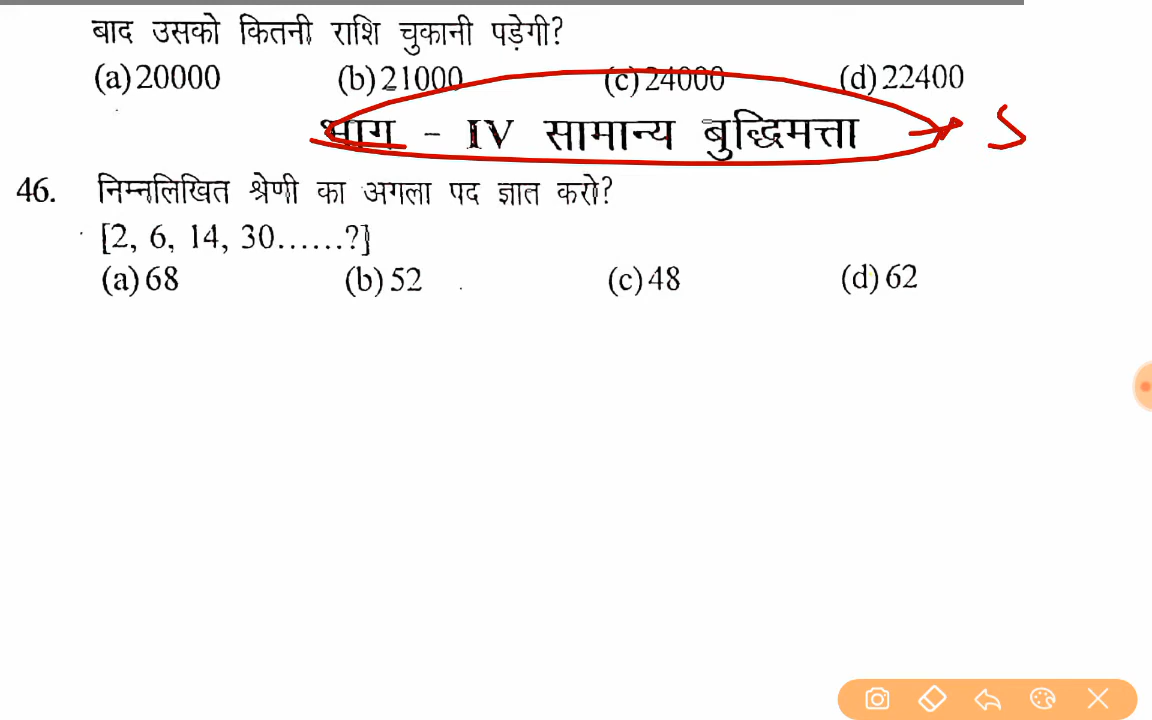 बाद उसको कितनी राशि चुकानी पड़ेगी?
(a) 20000 (b) 21000 (c) 24000 (d) 22400
भाग - IV सामान्य बुद्धिमत्ता
46. निम्नलिखित श्रेणी का अगला पद ज्ञात करो?
[2, 6, 14, 30......?]
(a) 68 (b) 52 (c) 48 (d) 62